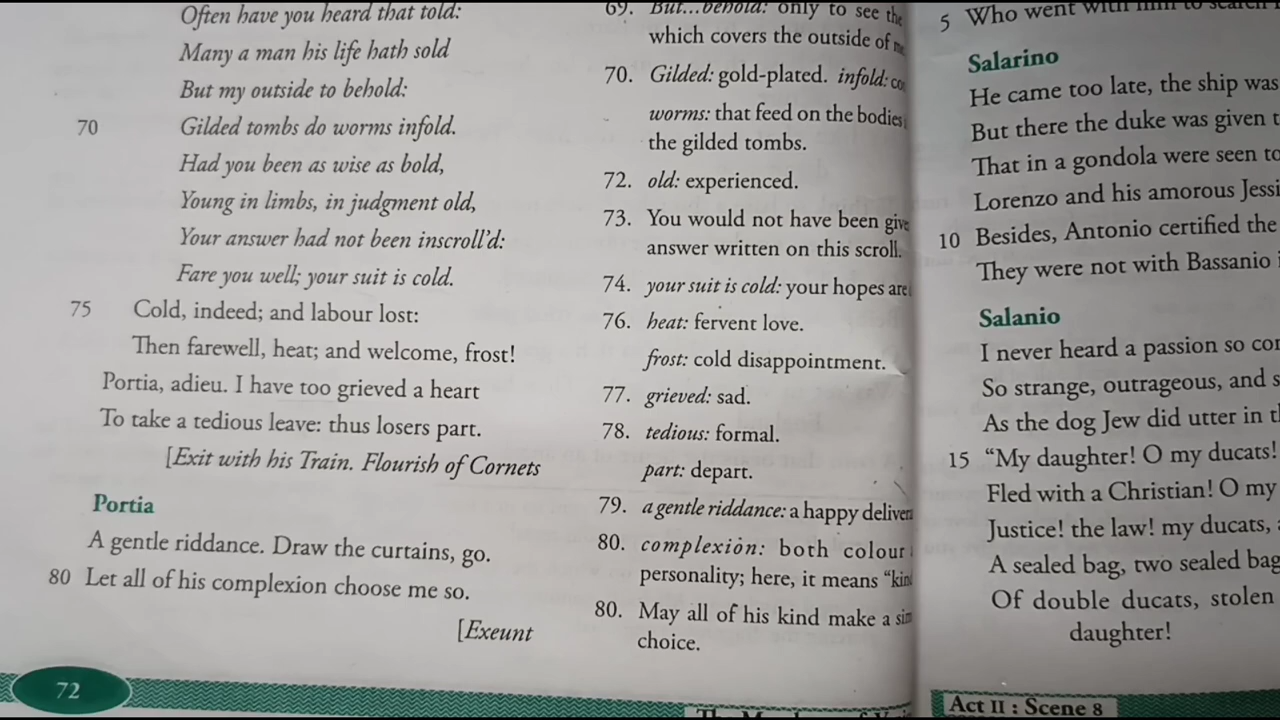 Often have you heard that told:
Many a man his life hath sold
But my outside to behold:
70 Gilded tombs do worms infold.
Had you been as wise as bold,
Young in limbs, in judgment old,
Your answer had not been inscroll'd:
Fare you well; your suit is cold.
75 Cold, indeed; and labour lost:
Then farewell, heat; and welcome, frost!
Portia, adieu. I have too grieved a heart
To take a tedious leave: thus losers part.
[Exit with his Train. Flourish of Cornets
Portia
A gentle riddance. Draw the curtains, go.
80 Let all of his complexion choose me so.
[Exeunt
72
69. But...behold: only to see the
which covers the outside of
70. Gilded: gold-plated. infold:
worms: that feed on the bodies
the gilded tombs.
72. old: experienced.
73. You would not have been
answer written on this scroll.
74. your suit is cold: your hopes are
76. heat: fervent love.
frost: cold disappointment.
77. grieved: sad.
78. tedious: formal.
part: depart.
79. a gentle riddance: a happy
80. complexion: both colour
personality; here, it means
80. May all of his kind make a
choice.
5 Who went with him to search
Salarino
He came too late, the ship was
But there the duke was given
That in a gondola were seen to
Lorenzo and his amorous
10 Besides, Antonio certified the
They were not with Bassanio
Salanio
I never heard a passion so
So strange, outrageous, and
As the dog Jew did utter in
15 "My daughter! O my ducats!
Fled with a Christian! O my
Justice! the law! my ducats,
A sealed bag, two sealed
Of double ducats, stolen
daughter!
Act II : Scene 8